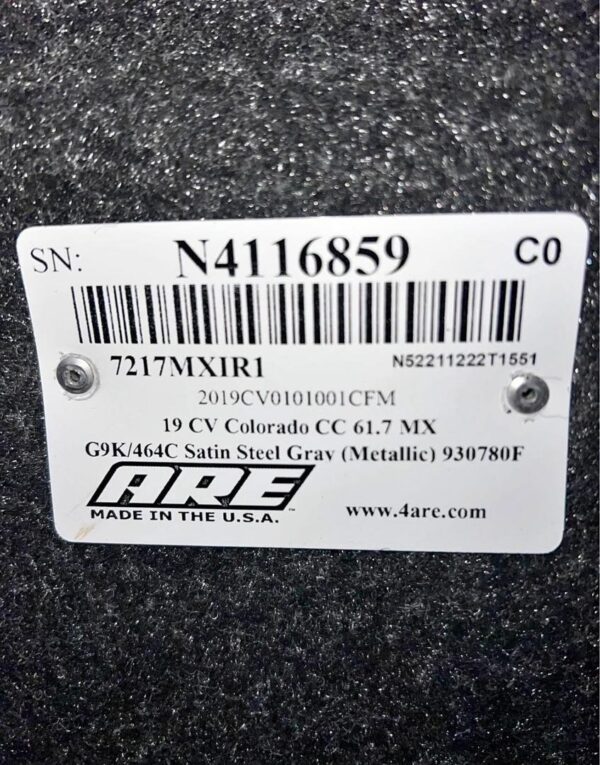 SN: N4116859 C0
7217MXIR1 N52211222T1551
2019CV0101001CFM
19 CV Colorado CC 61.7 MX
G9K/464C Satin Steel Gray (Metallic) 930780F
ARE™
MADE IN THE U.S.A. www.4are.com